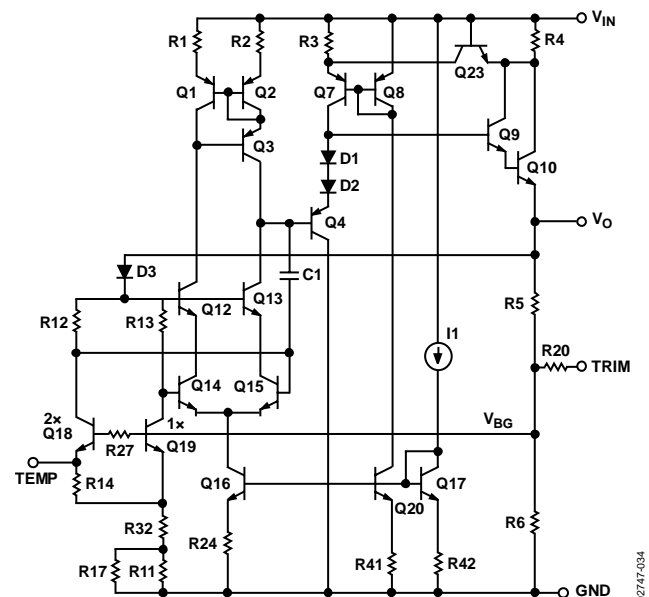 V_IN
R1
R2
R3
R4
Q23
Q1
Q2
Q7
Q8
Q9
Q3
D1
Q10
D2
Q4
V_O
D3
C1
R5
R12
R13
Q12
Q13
I1
R20
TRIM
Q14
Q15
2×
1×
V_BG
Q18
R27
Q19
TEMP
R14
Q16
Q17
Q20
R6
R32
R24
R17
R11
R41
R42
GND
02747-034